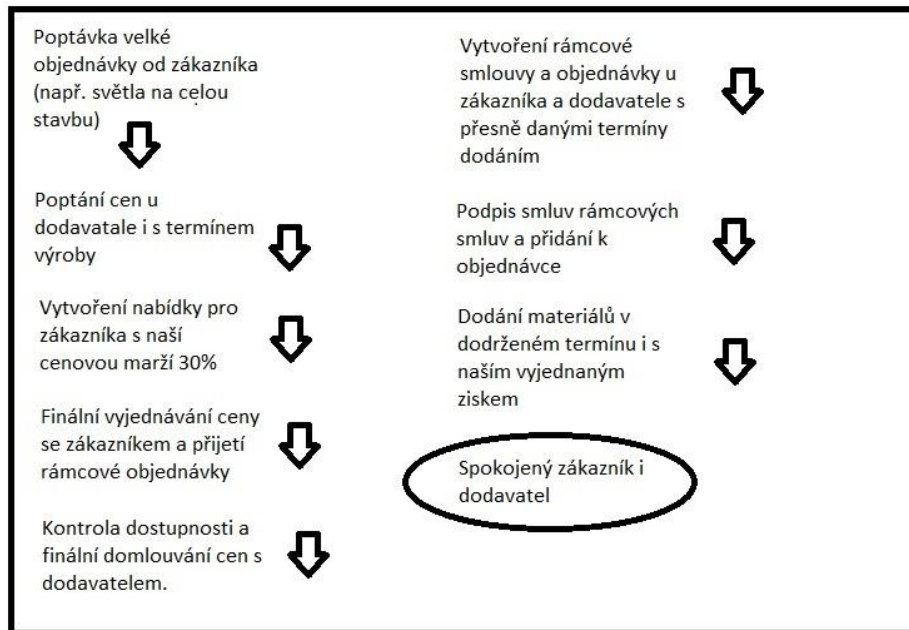 Poptávka velké
objednávky od zákazníka
(např. světla na celou
stavbu)
Poptání cen u
dodavatale i s termínem
výroby
Vytvoření nabídky pro
zákazníka s naší
cenovou marží 30%
Finální vyjednávání ceny
se zákazníkem a přijetí
rámcové objednávky
Kontrola dostupnosti a
finální domlouvání cen s
dodavatelem.
Vytvoření rámcové
smlouvy a objednávky u
zákazníka a dodavatele s
přesně danými termíny
dodáním
Podpis smluv rámcových
smluv a přidání k
objednávce
Dodání materiálů v
dodrženém termínu i s
naším vyjednaným
ziskem
Spokojený zákazník i
dodavatel